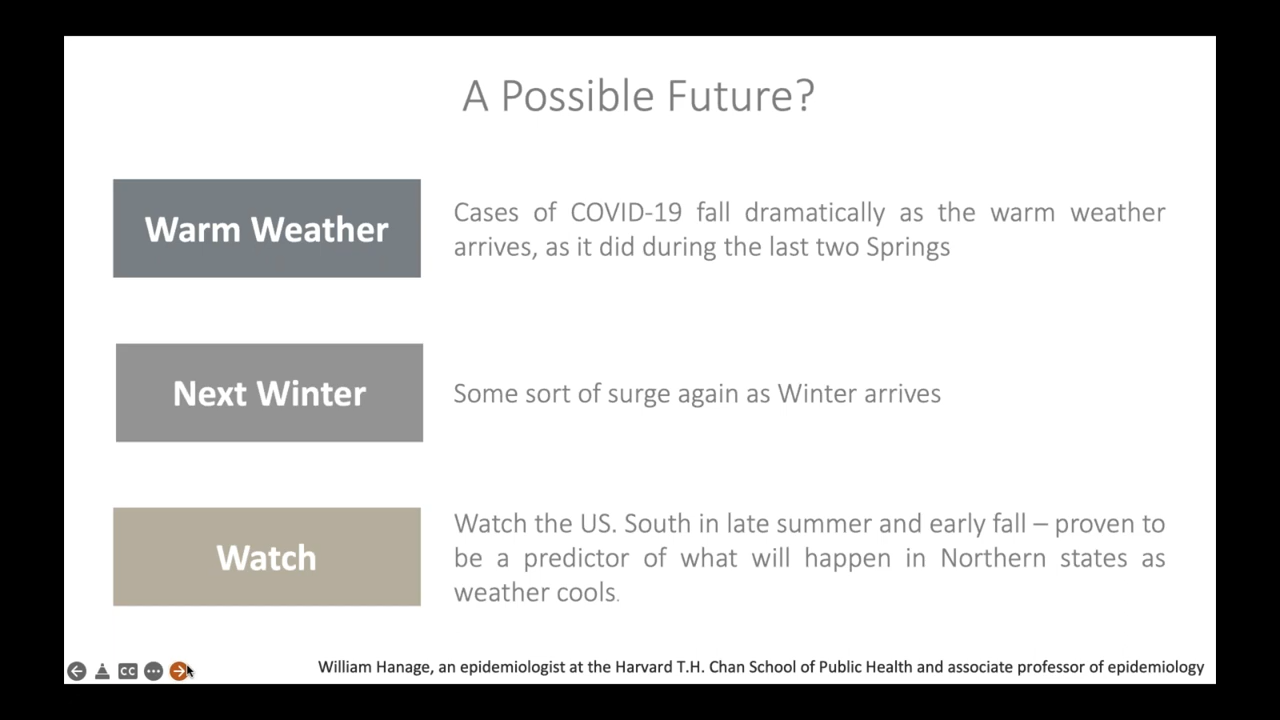 A Possible Future?
Warm Weather
Cases of COVID-19 fall dramatically as the warm weather
arrives, as it did during the last two Springs
Next Winter
Some sort of surge again as Winter arrives
Watch
Watch the US. South in late summer and early fall – proven to
be a predictor of what will happen in Northern states as
weather cools.
CC
William Hanage, an epidemiologist at the Harvard T.H. Chan School of Public Health and associate professor of epidemiology